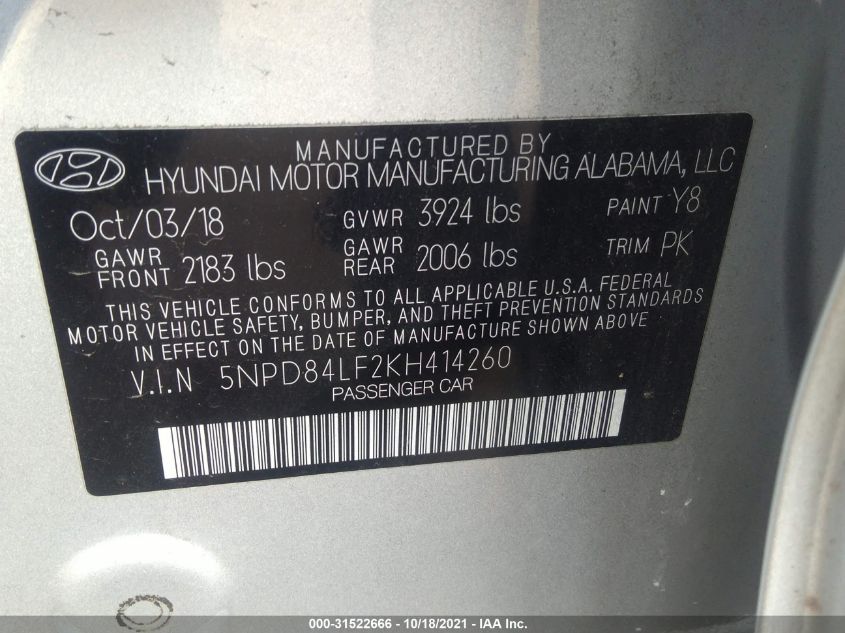 MANUFACTURED BY
HYUNDAI MOTOR MANUFACTURING ALABAMA, LLC
Oct/03/18 GVWR 3924 lbs PAINT Y8
GAWR FRONT 2183 lbs GAWR REAR 2006 lbs TRIM PK
THIS VEHICLE CONFORMS TO ALL APPLICABLE U.S.A. FEDERAL
MOTOR VEHICLE SAFETY, BUMPER, AND THEFT PREVENTION STANDARDS
IN EFFECT ON THE DATE OF MANUFACTURE SHOWN ABOVE
V.I.N 5NPD84LF2KH414260
PASSENGER CAR
000-31522666 - 10/18/2021 - IAA Inc.